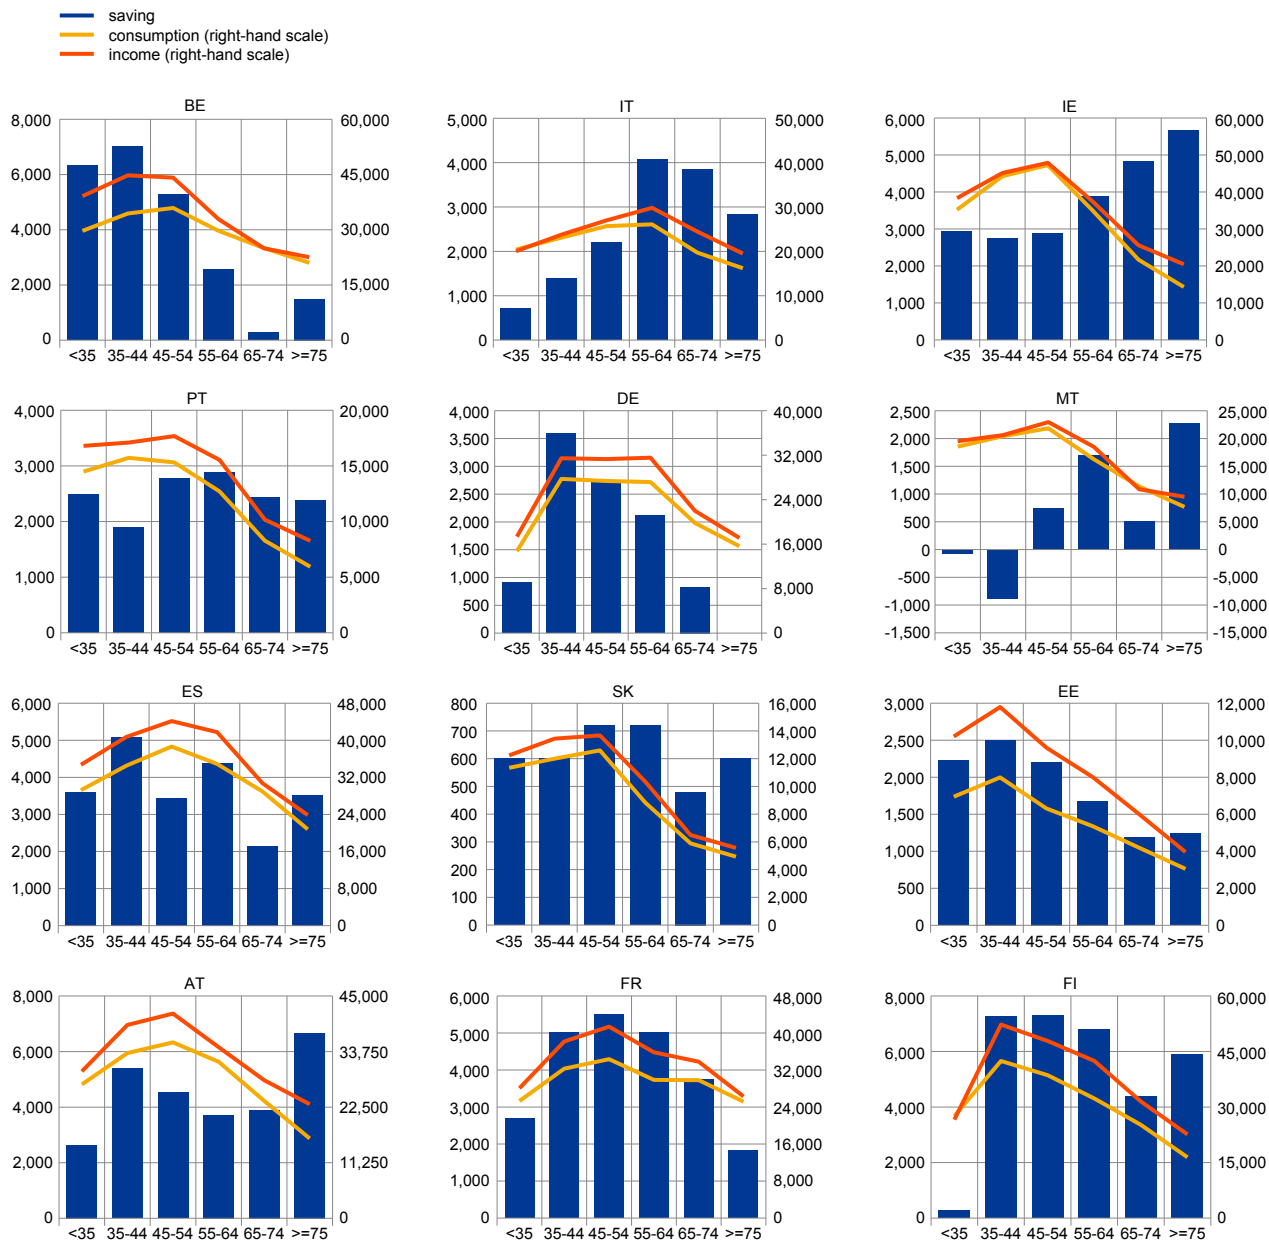 saving
consumption (right-hand scale)
income (right-hand scale)
BE IT IE
8,000 60,000 5,000 50,000 6,000 60,000
5,000 50,000
6,000 45,000 4,000 40,000
4,000 40,000
3,000 30,000
4,000 30,000 3,000 30,000
2,000 20,000
2,000 20,000
2,000 15,000
1,000 10,000 1,000 10,000
0 0 0 0 0 0
<35 35-44 45-54 55-64 65-74 >=75 <35 35-44 45-54 55-64 65-74 >=75 <35 35-44 45-54 55-64 65-74 >=75
PT DE MT
4,000 20,000 4,000 40,000 2,500 25,000
3,500 2,000 20,000
32,000
3,000 15,000 3,000 1,500 15,000
2,500 24,000 1,000 10,000
2,000 10,000 2,000 500 5,000
16,000
1,500 0 0
1,000 5,000 1,000 -500 -5,000
8,000
500 -1,000 -10,000
0 0 0 0 -1,500 -15,000
<35 35-44 45-54 55-64 65-74 >=75 <35 35-44 45-54 55-64 65-74 >=75 <35 35-44 45-54 55-64 65-74 >=75
ES SK EE
6,000 48,000 800 16,000 3,000 12,000
5,000 40,000 700 14,000 2,500 10,000
600 12,000
4,000 32,000 2,000 8,000
500 10,000
3,000 24,000 400 8,000 1,500 6,000
300 6,000
2,000 16,000 1,000 4,000
200 4,000
1,000 8,000 100 2,000 500 2,000
0 0 0 0 0 0
<35 35-44 45-54 55-64 65-74 >=75 <35 35-44 45-54 55-64 65-74 >=75 <35 35-44 45-54 55-64 65-74 >=75
AT FR FI
8,000 45,000 6,000 48,000 8,000 60,000
5,000 40,000
6,000 33,750 6,000 45,000
4,000 32,000
4,000 22,500 3,000 24,000 4,000 30,000
2,000 16,000
2,000 11,250 2,000 15,000
1,000 8,000
0 0 0 0 0 0
<35 35-44 45-54 55-64 65-74 >=75 <35 35-44 45-54 55-64 65-74 >=75 <35 35-44 45-54 55-64 65-74 >=75